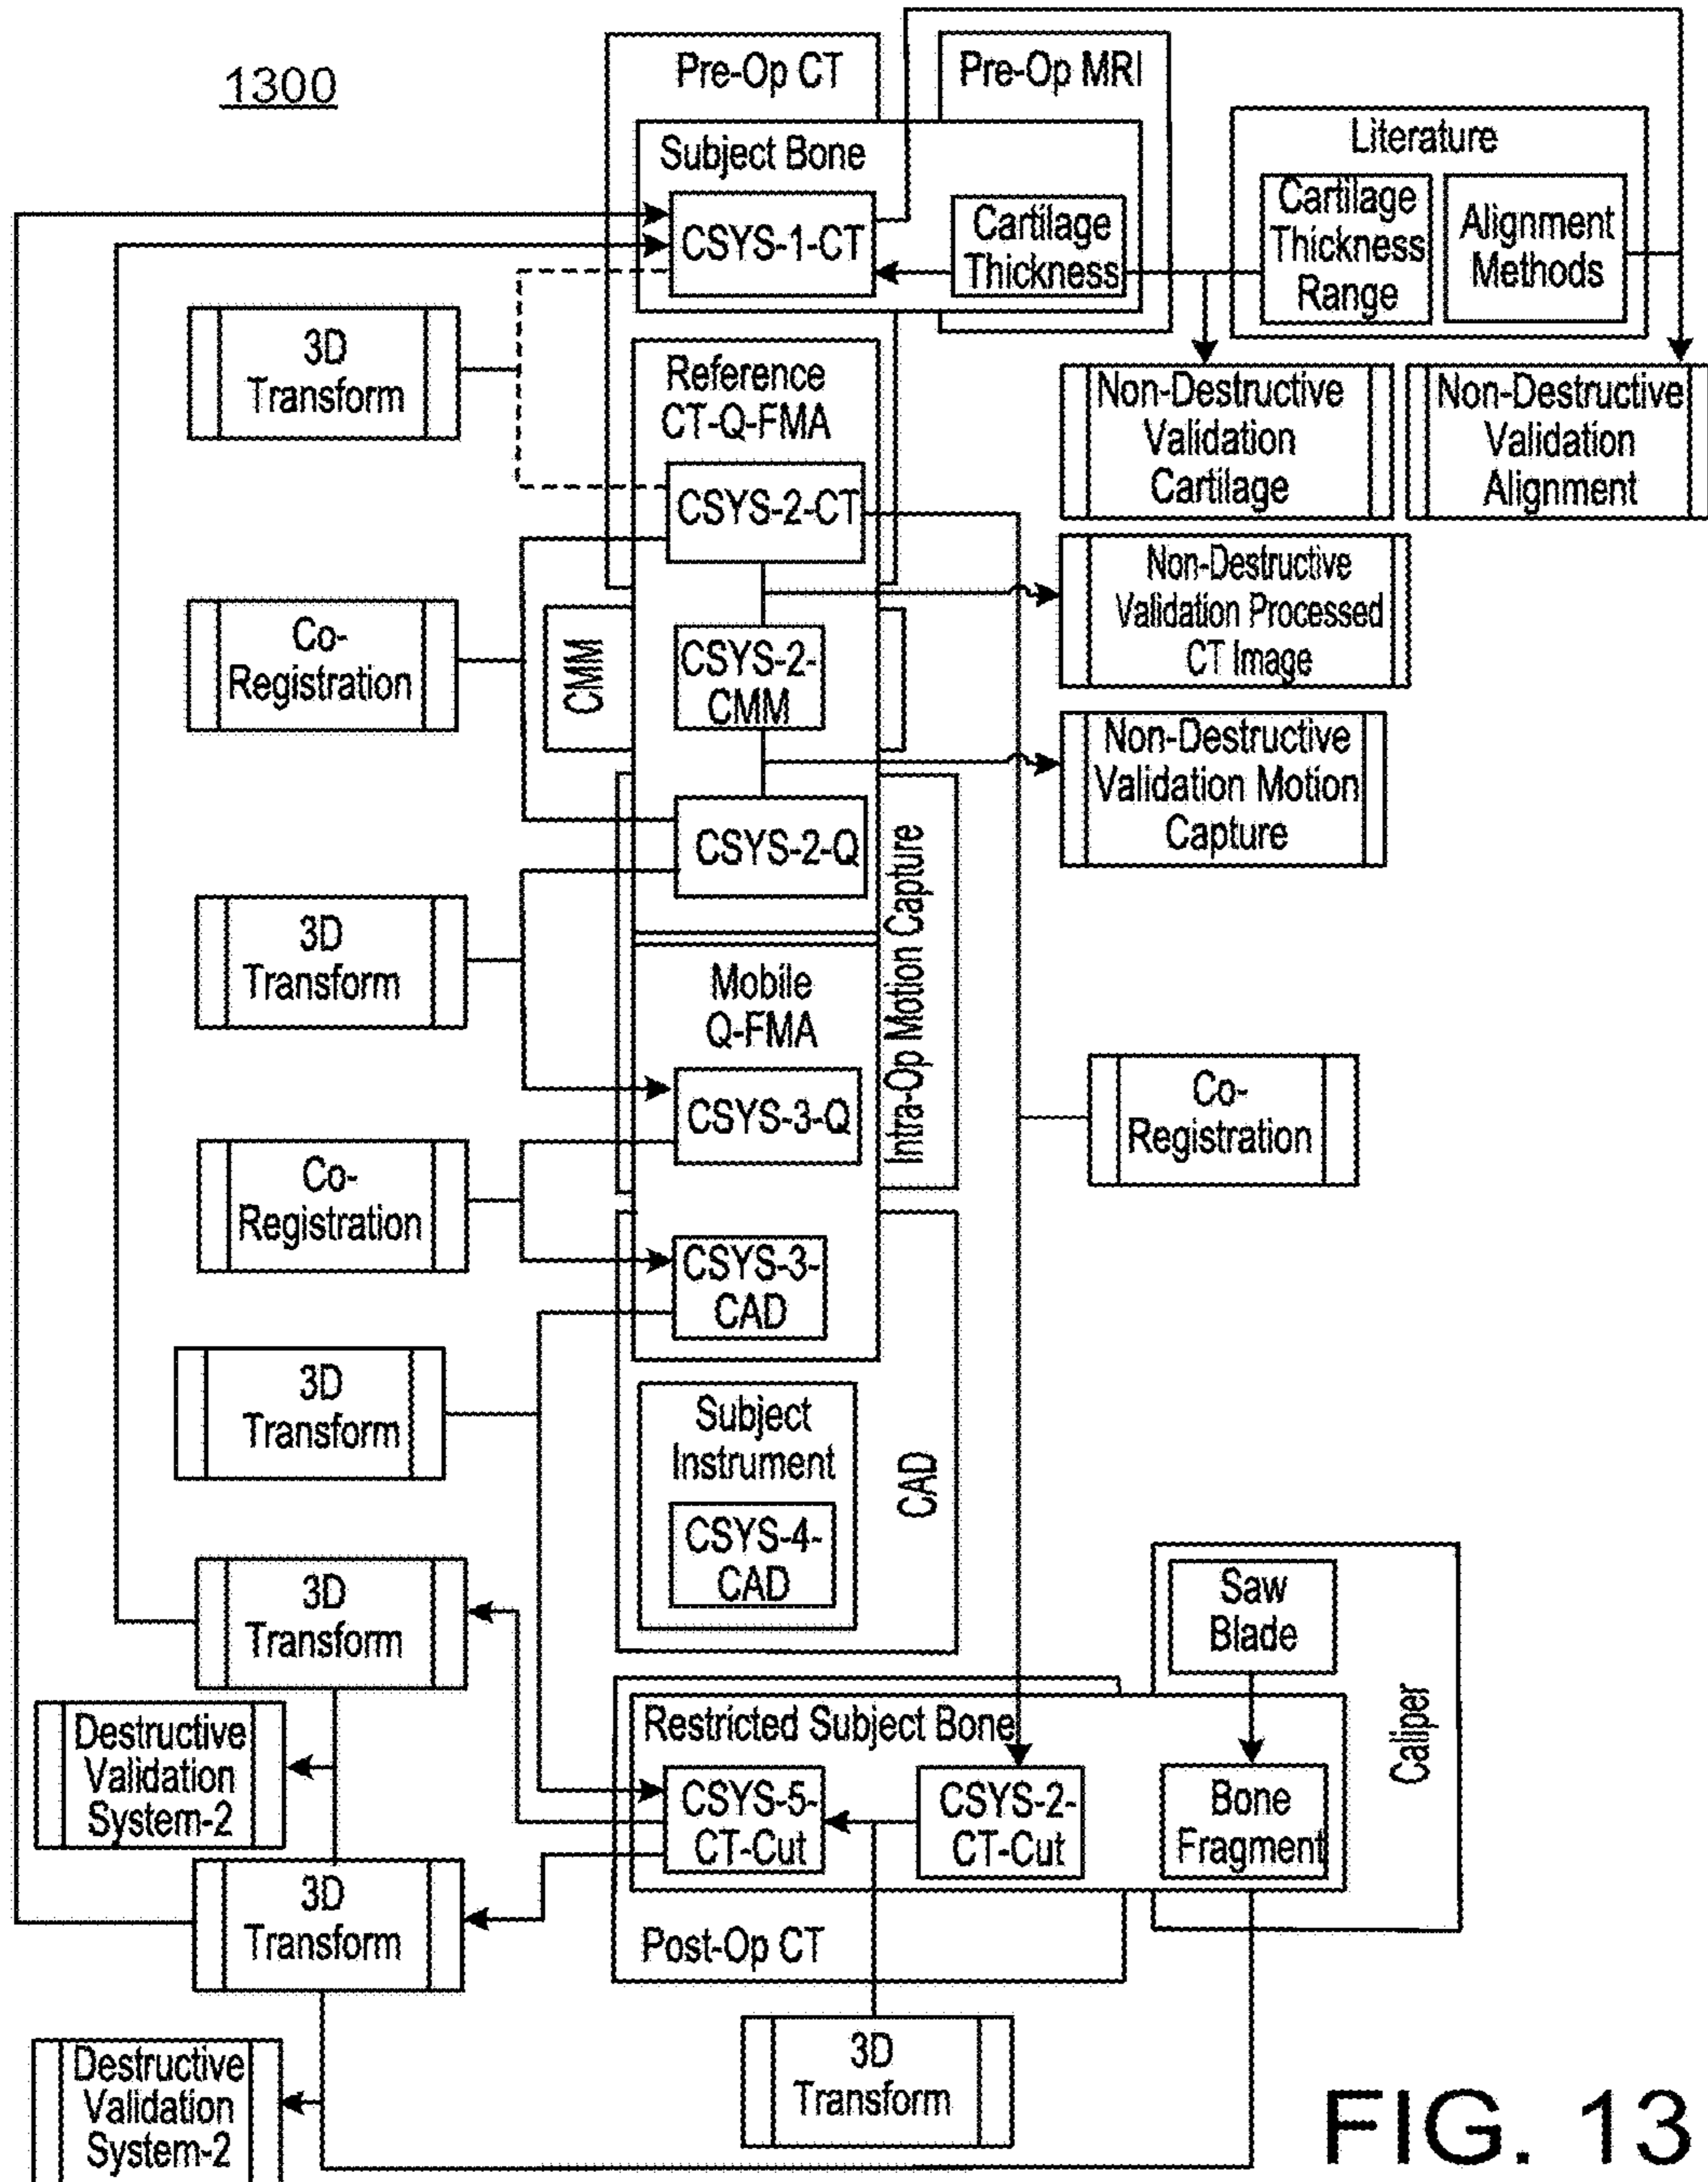 1300
Pre-Op CT
Pre-Op MRI
Subject Bone
CSYS-1-CT
Cartilage
Thickness
Literature
Cartilage
Thickness
Range
Alignment
Methods
3D
Transform
Reference
CT-Q-FMA
CSYS-2-CT
Non-Destructive
Validation
Cartilage
Non-Destructive
Validation
Alignment
Non-Destructive
Validation Processed
CT Image
Co-
Registration
CMM
CSYS-2-
CMM
Non-Destructive
Validation Motion
Capture
CSYS-2-Q
Intra-Op Motion Capture
3D
Transform
Mobile
Q-FMA
CSYS-3-Q
Co-
Registration
Co-
Registration
CSYS-3-
CAD
3D
Transform
Subject
Instrument
CSYS-4-
CAD
CAD
3D
Transform
Saw
Blade
Caliper
Restricted Subject Bone
Destructive
Validation
System-2
CSYS-5-
CT-Cut
CSYS-2-
CT-Cut
Bone
Fragment
3D
Transform
Post-Op CT
3D
Transform
Destructive
Validation
System-2
FIG. 13